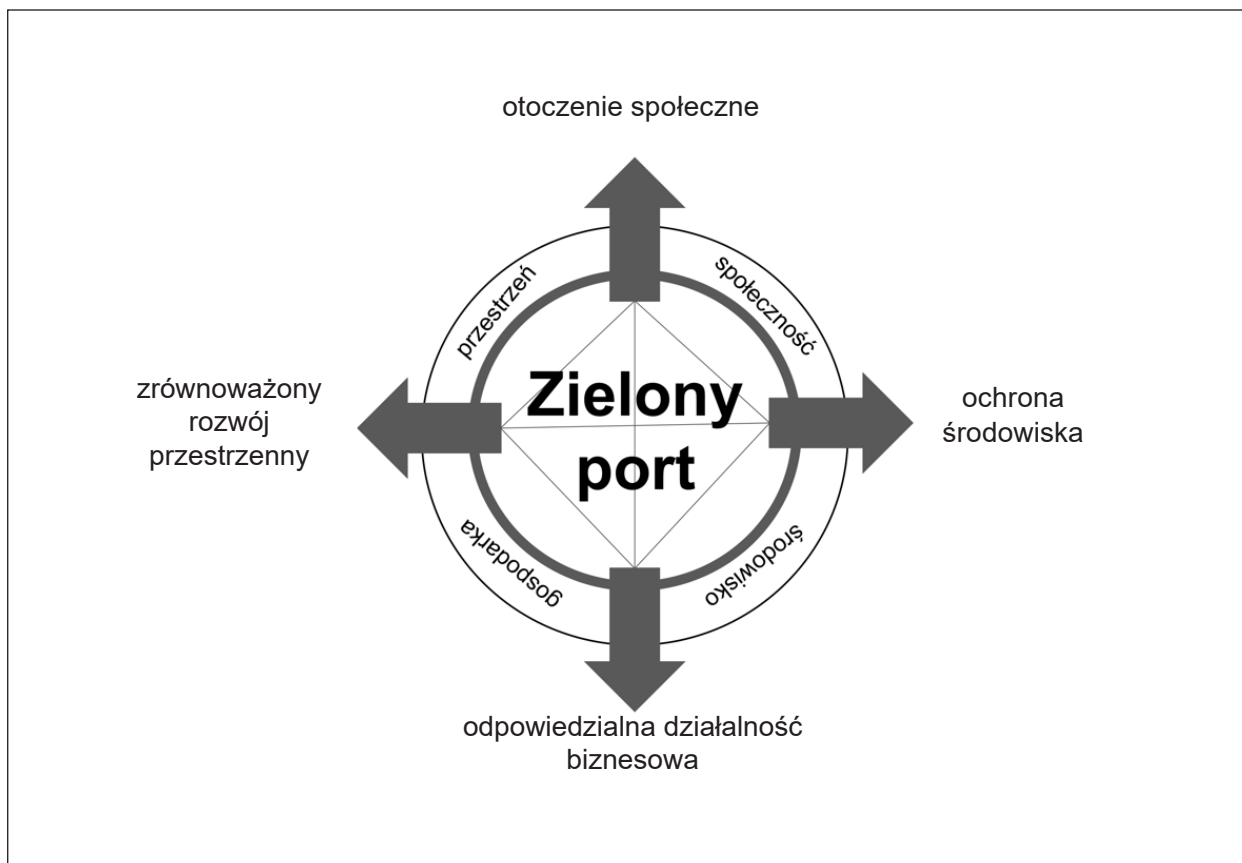 otoczenie społeczne
przestrzeń
społeczność
zrównoważony
rozwój
przestrzenny
Zielony
port
ochrona
środowiska
gospodarka
środowisko
odpowiedzialna działalność
biznesowa